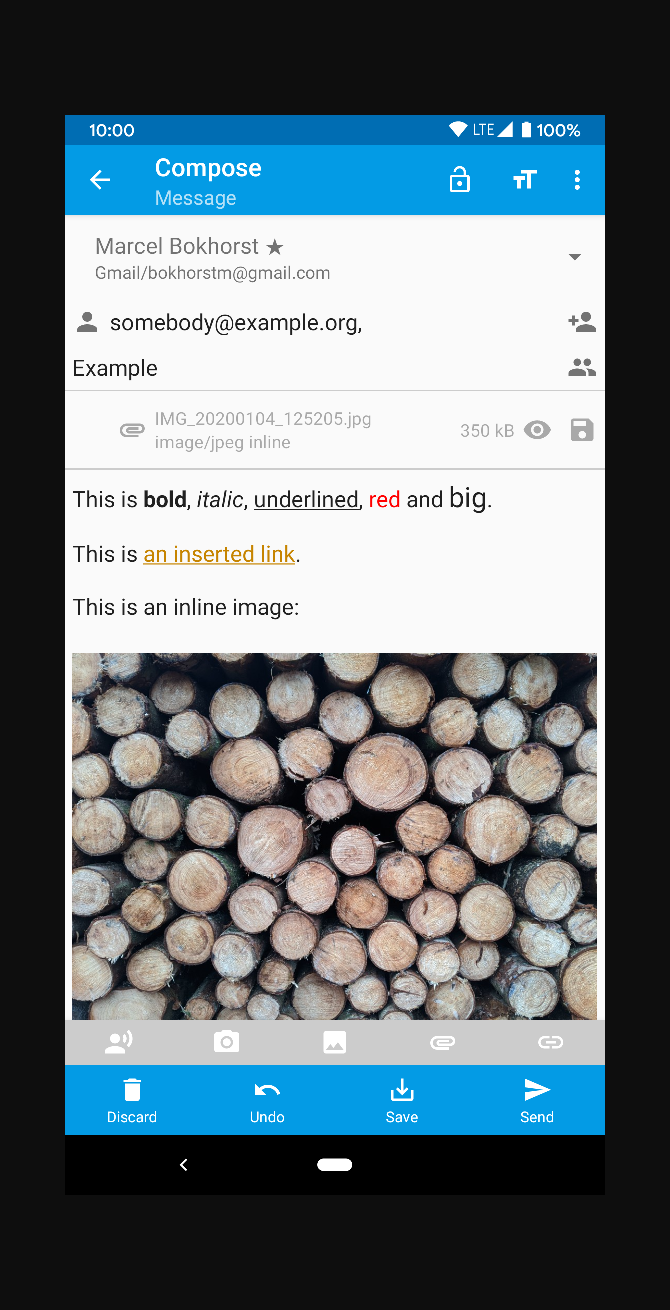 10:00 LTE 100%
Compose
Message
Marcel Bokhorst ★
Gmail/bokhorstm@gmail.com
somebody@example.org,
Example
IMG_20200104_125205.jpg
350 kB
image/jpeg inline
This is bold, italic, underlined, red and big.
This is an inserted link.
This is an inline image:
Discard Undo Save Send